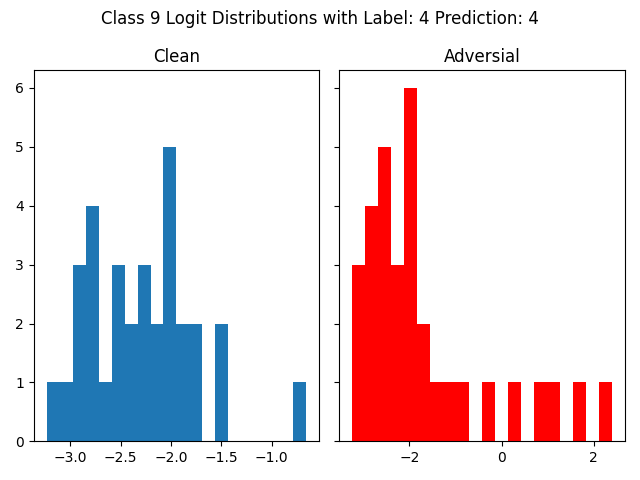 Class 9 Logit Distributions with Label: 4 Prediction: 4
Clean
Adversial
6
5
4
3
2
1
0
−3.0 −2.5 −2.0 −1.5 −1.0
−2 0 2